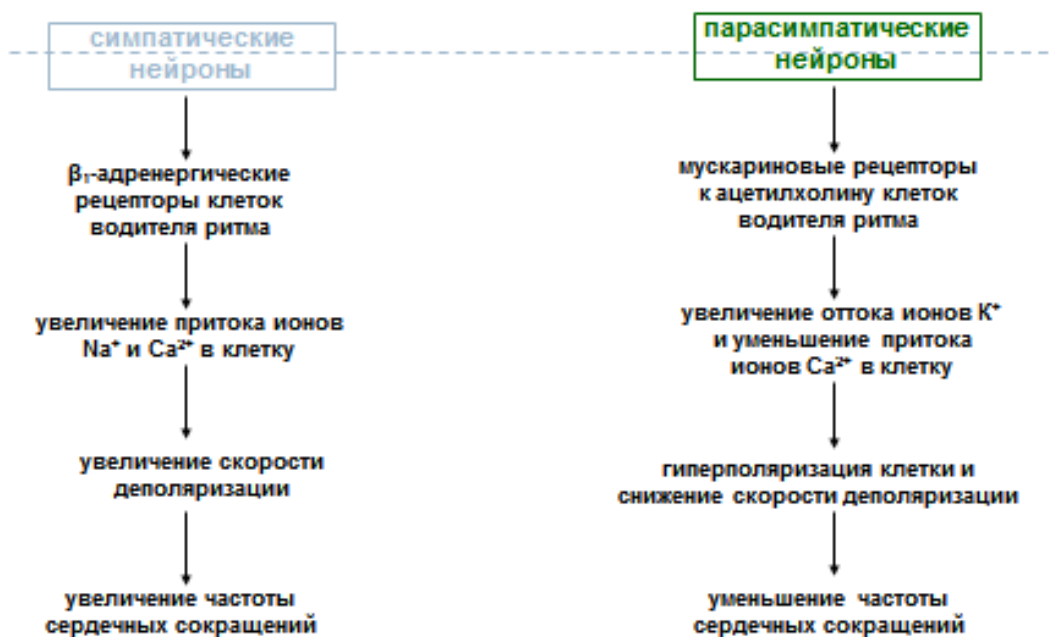 симпатические
нейроны
β₁-адренергические
рецепторы клеток
водителя ритма
увеличение притока ионов
Na⁺ и Ca²⁺ в клетку
увеличение скорости
деполяризации
увеличение частоты
сердечных сокращений
парасимпатические
нейроны
мускариновые рецепторы
к ацетилхолину клеток
водителя ритма
увеличение оттока ионов К⁺
и уменьшение притока
ионов Ca²⁺ в клетку
гиперполяризация клетки и
снижение скорости деполяризации
уменьшение частоты
сердечных сокращений